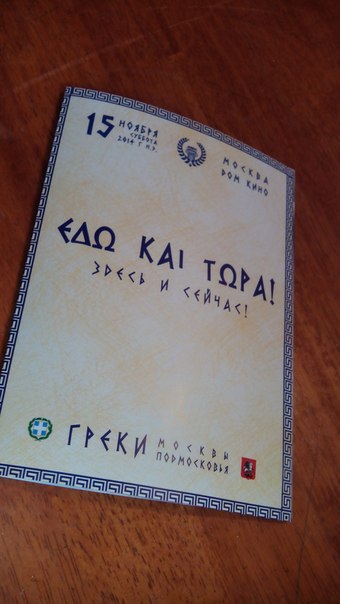 15 НОЯБРЯ
СУББОТА
2014 Г Н.Э.
МОСКВА
ДОМ КИНО
ΕΔΩ ΚΑΙ ΤΩΡΑ!
ЗДЕСЬ И СЕЙЧАС!
ГРЕКИ МОСКВЫ
ПОДМОСКОВЬЯ